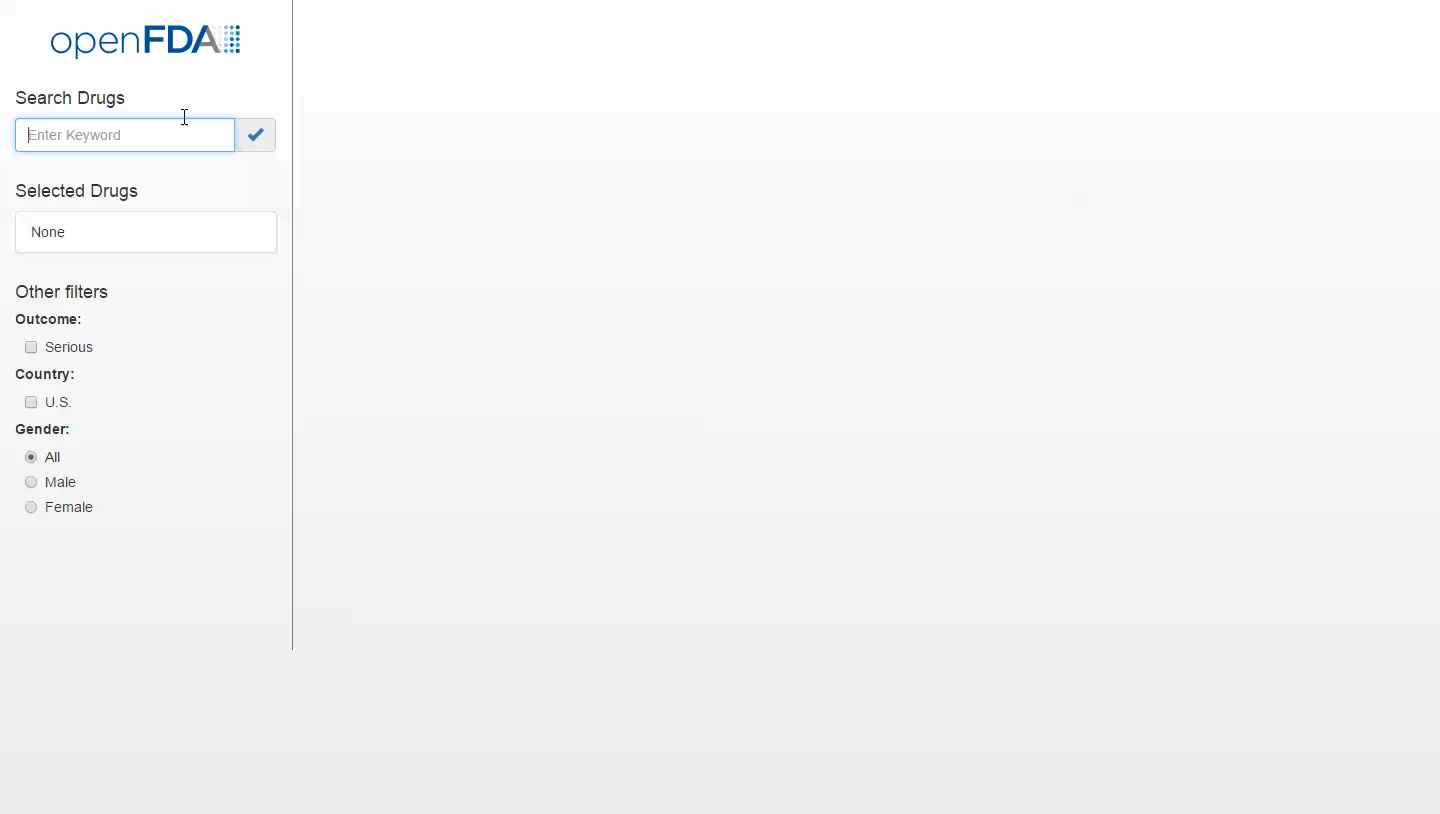 openFDA
Search Drugs
Enter Keyword
Selected Drugs
None
Other filters
Outcome:
Serious
Country:
U.S.
Gender:
All
Male
Female